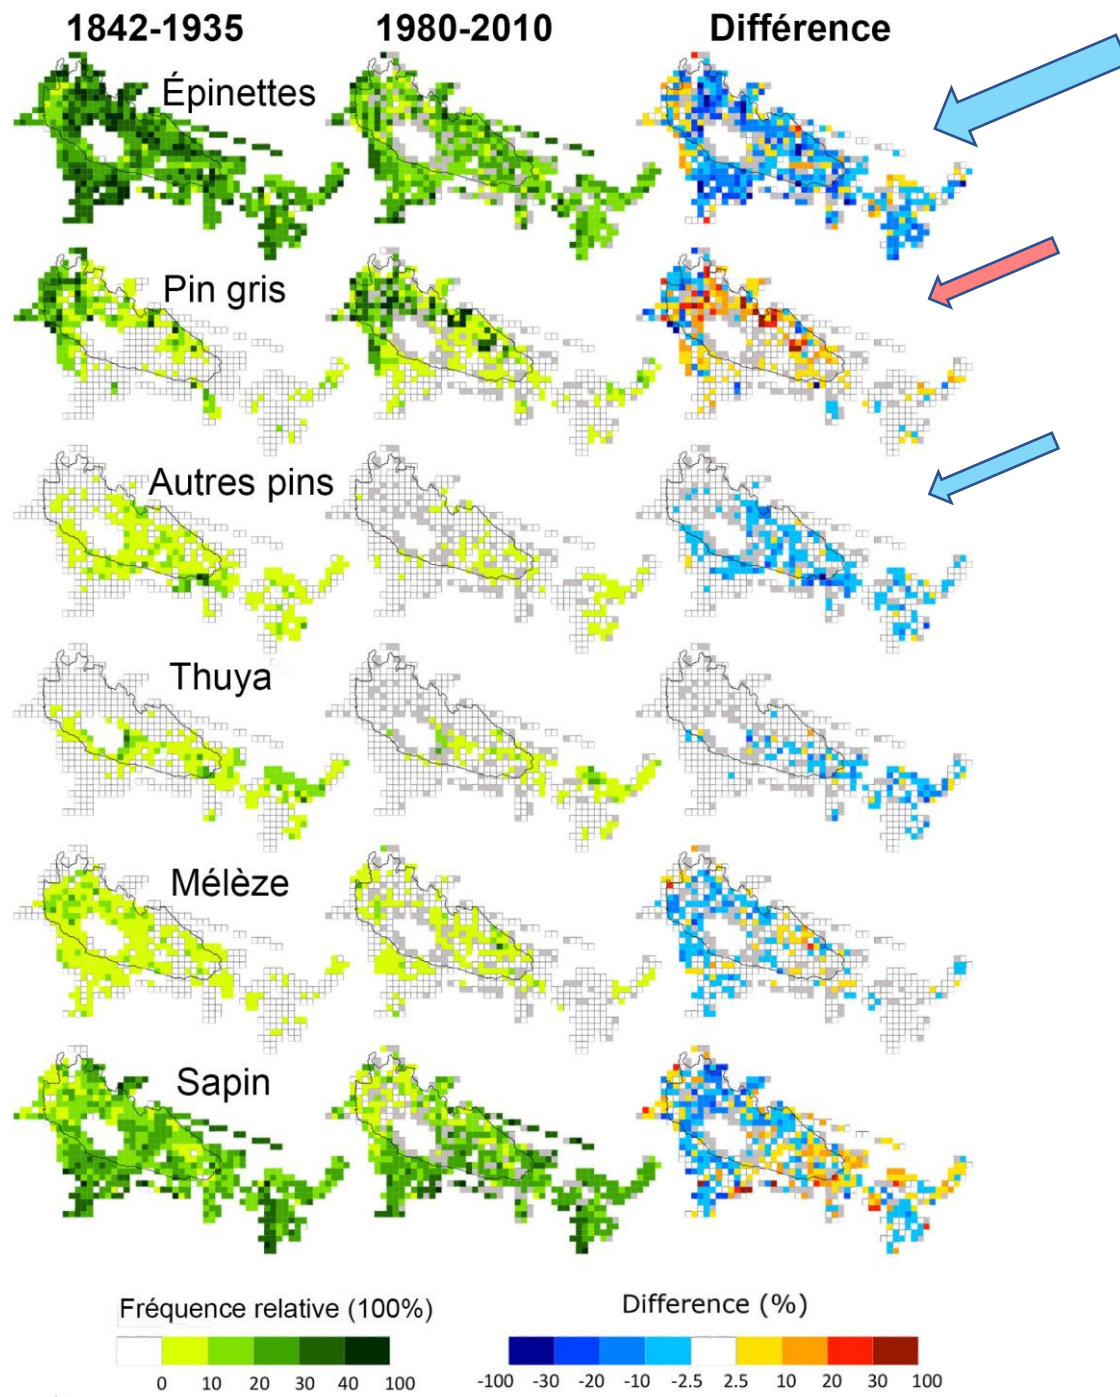 1842-1935 1980-2010 Différence
Épinettes
Pin gris
Autres pins
Thuya
Mélèze
Sapin
Fréquence relative (100%) Difference (%)
0 10 20 30 40 100 -100 -30 -20 -10 -2.5 2.5 10 20 30 100